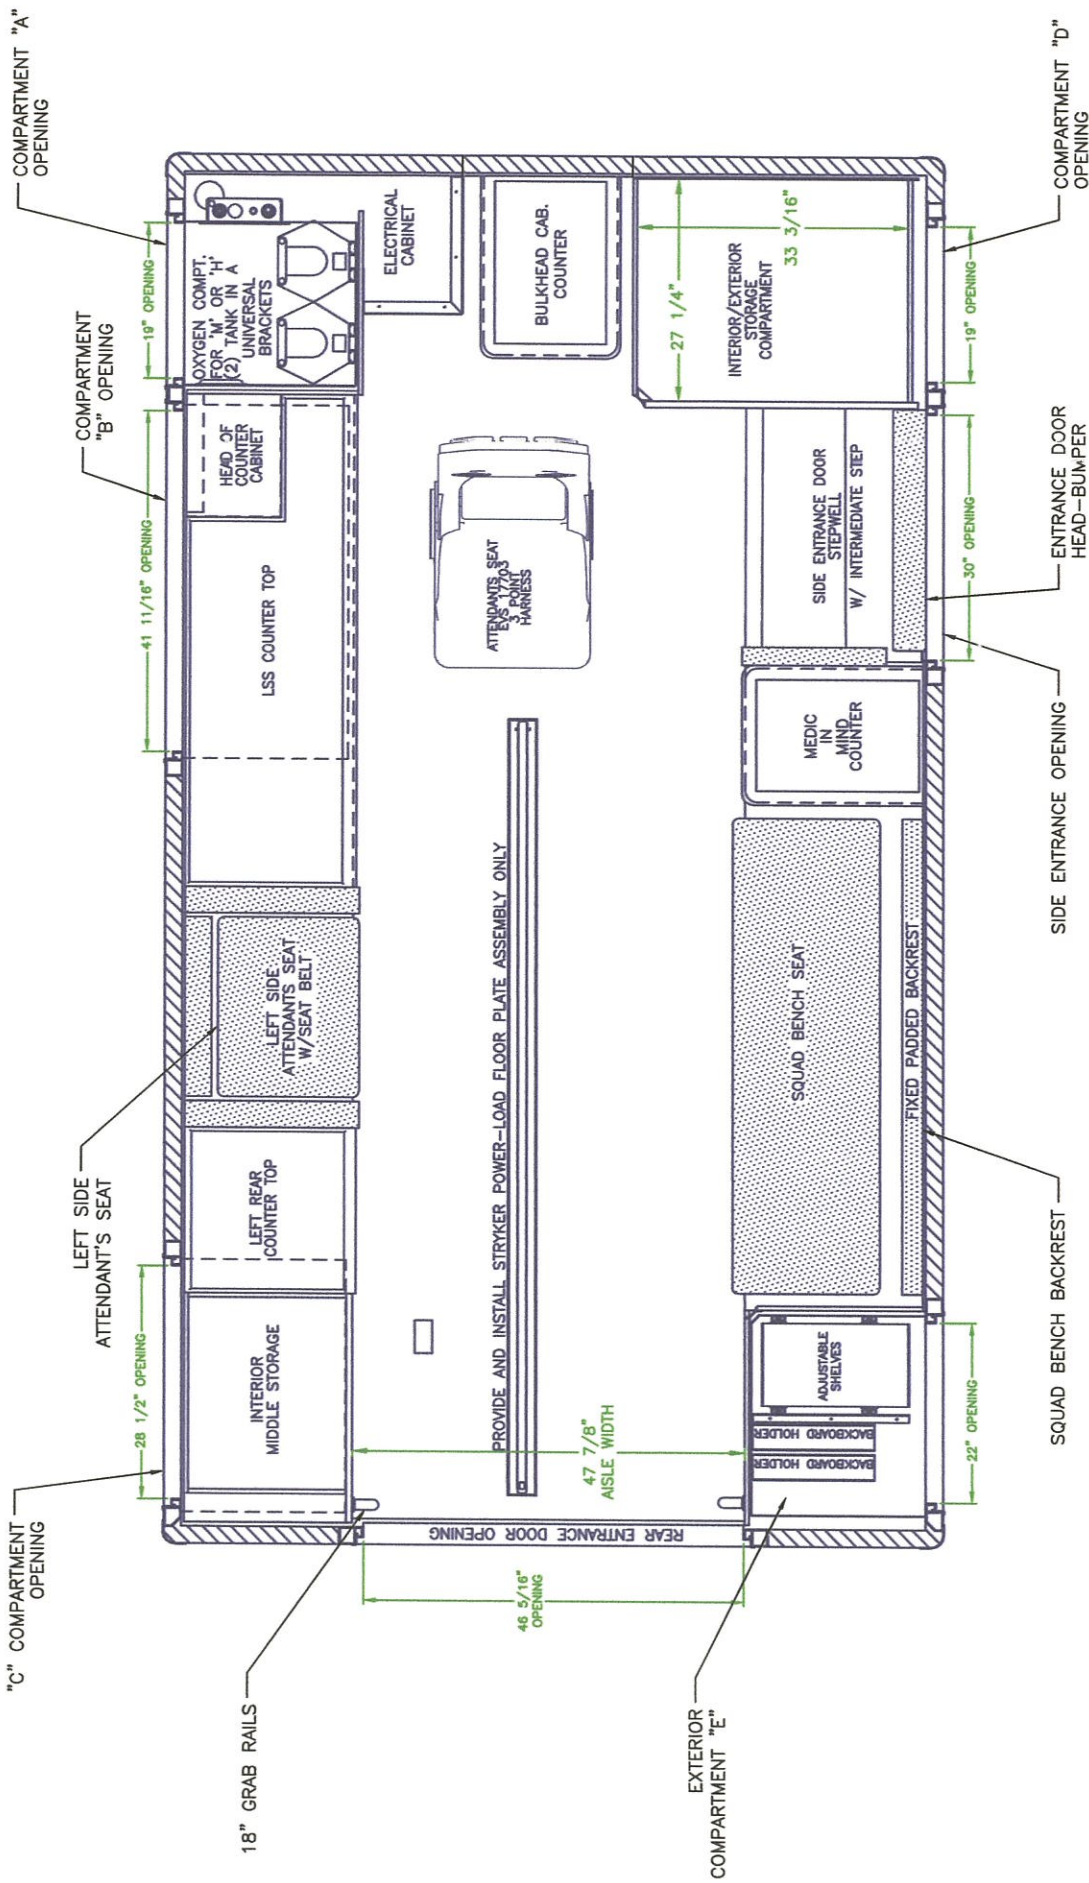 COMPARTMENT "A"
OPENING
COMPARTMENT
"B" OPENING
LEFT SIDE
ATTENDANT'S SEAT
"C" COMPARTMENT
OPENING
19" OPENING
41 11/16" OPENING
28 1/2" OPENING
OXYGEN COMPT.
FOR 'M' OR 'H'
(2) TANK IN A
UNIVERSAL
BRACKETS
HEAD OF
COUNTER
CABINET
LSS COUNTER TOP
LEFT SIDE
ATTENDANTS SEAT
W/SEAT BELT
LEFT REAR
COUNTER TOP
INTERIOR
MIDDLE STORAGE
ELECTRICAL
CABINET
BULKHEAD CAB.
COUNTER
ATTENDANTS SEAT
EVS 17703
3 POINT
HARNESS
PROVIDE AND INSTALL STRYKER POWER-LOAD FLOOR PLATE ASSEMBLY ONLY
47 7/8"
AISLE WIDTH
REAR ENTRANCE DOOR OPENING
46 5/16"
OPENING
18" GRAB RAILS
27 1/4"
33 3/16"
INTERIOR/EXTERIOR
STORAGE
COMPARTMENT
SIDE ENTRANCE DOOR
STEPWELL
W/ INTERMEDIATE STEP
MEDIC
IN
MIND
COUNTER
SQUAD BENCH SEAT
FIXED PADDED BACKREST
ADJUSTABLE
SHELVES
BACKBOARD HOLDER
BACKBOARD HOLDER
19" OPENING
30" OPENING
22" OPENING
COMPARTMENT "D"
OPENING
ENTRANCE DOOR
HEAD-BUMPER
SIDE ENTRANCE OPENING
SQUAD BENCH BACKREST
EXTERIOR
COMPARTMENT "E"